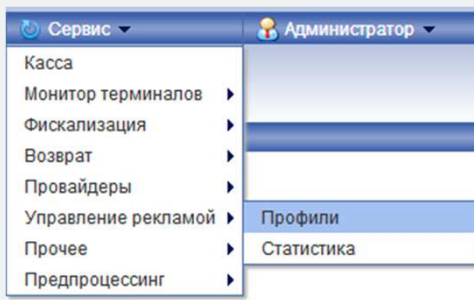 Сервис Администратор
Касса
Монитор терминалов
Фискализация
Возврат
Провайдеры
Управление рекламой Профили
Прочее Статистика
Предпроцессинг